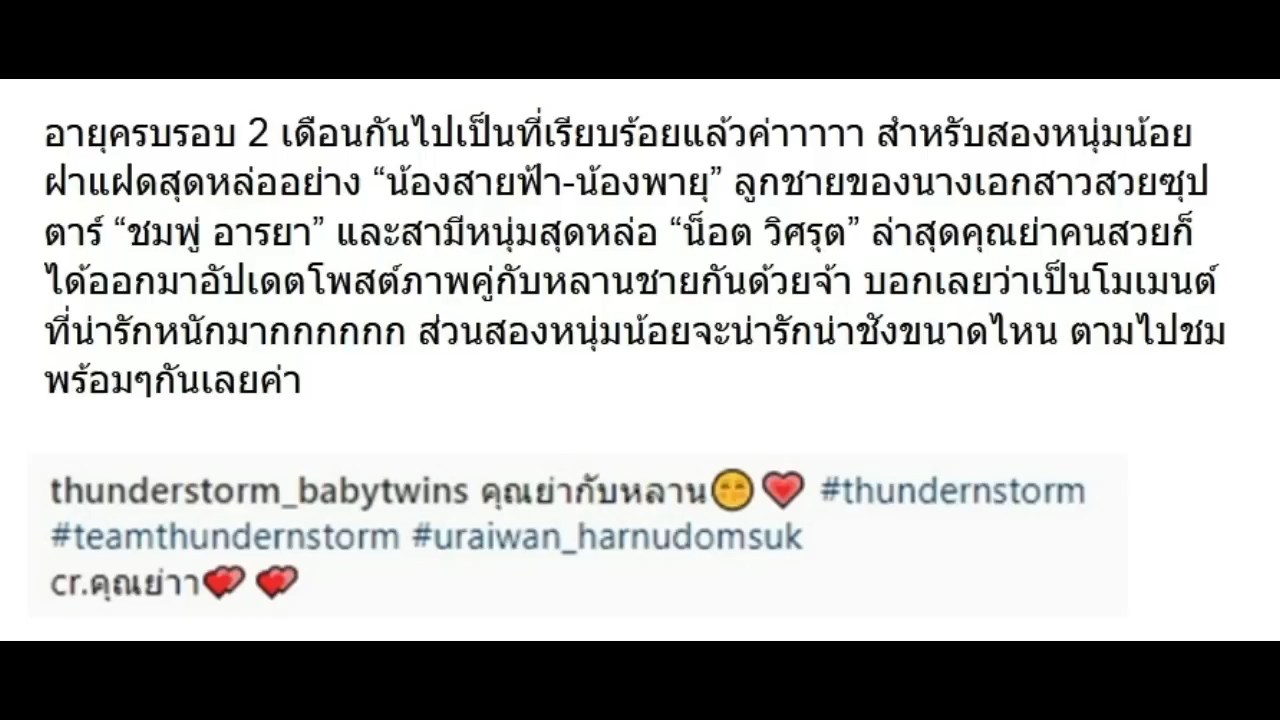 อายุครบรอบ 2 เดือนกันไปเป็นที่เรียบร้อยแล้วค่าาาาา สำหรับสองหนุ่มน้อย
ฝาแฝดสุดหล่ออย่าง “น้องสายฟ้า-น้องพายุ” ลูกชายของนางเอกสาวสวยซุป
ตาร์ “ชมพู่ อารยา” และสามีหนุ่มสุดหล่อ “น็อต วิศรุต” ล่าสุดคุณย่าคนสวยก็
ได้ออกมาอัปเดตโพสต์ภาพคู่กับหลานชายกันด้วยจ้า บอกเลยว่าเป็นโมเมนต์
ที่น่ารักหนักมากกกกกก ส่วนสองหนุ่มน้อยจะน่ารักน่าชังขนาดไหน ตามไปชม
พร้อมๆกันเลยค่า
thunderstorm_babytwins คุณย่ากับหลาน😁❤️ #thundernstorm
#teamthundernstorm #uraiwan_harnudomsuk
cr.คุณย่าา💕 💕